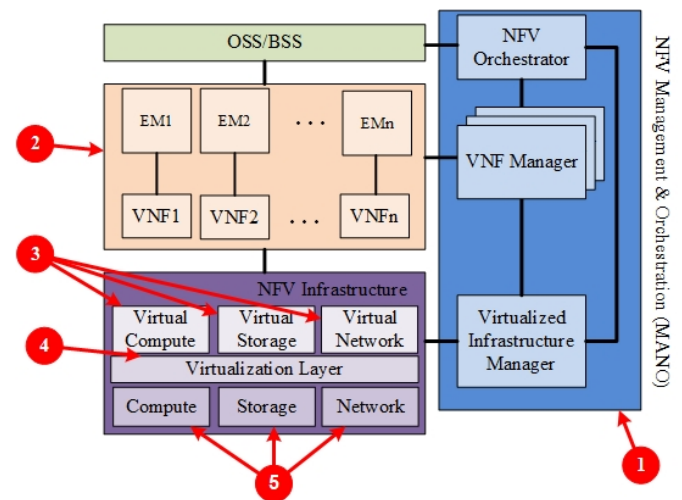 OSS/BSS
NFV
Orchestrator
EM1
EM2
. . .
EMn
2
VNF Manager
VNF1
VNF2
. . .
VNFn
3
NFV Infrastructure
Virtual
Compute
Virtual
Storage
Virtual
Network
Virtualized
Infrastructure
Manager
4
Virtualization Layer
Compute
Storage
Network
5
1
NFV Management & Orchestration (MANO)